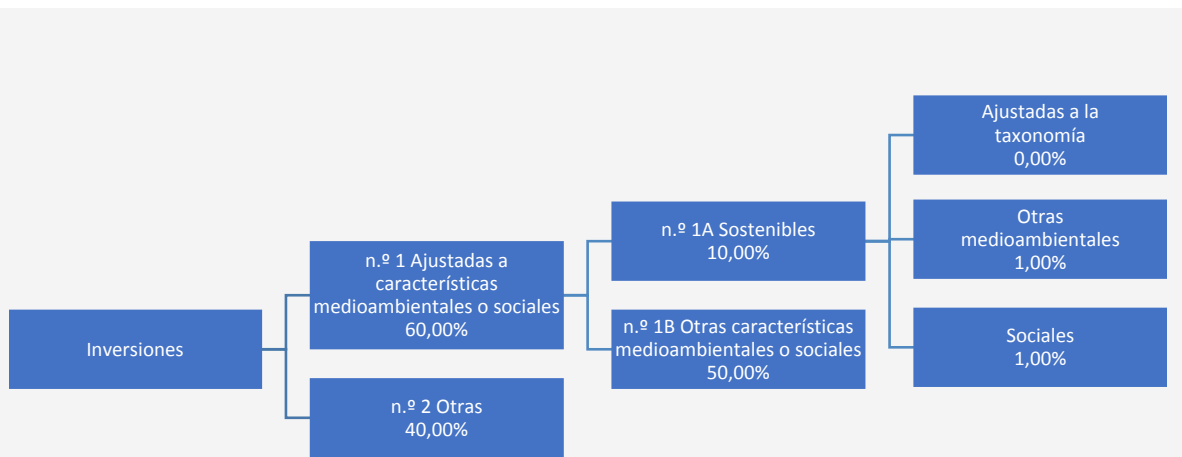 Inversiones
n.º 1 Ajustadas a
características
medioambientales o sociales
60,00%
n.º 2 Otras
40,00%
n.º 1A Sostenibles
10,00%
n.º 1B Otras características
medioambientales o sociales
50,00%
Ajustadas a la
taxonomía
0,00%
Otras
medioambientales
1,00%
Sociales
1,00%